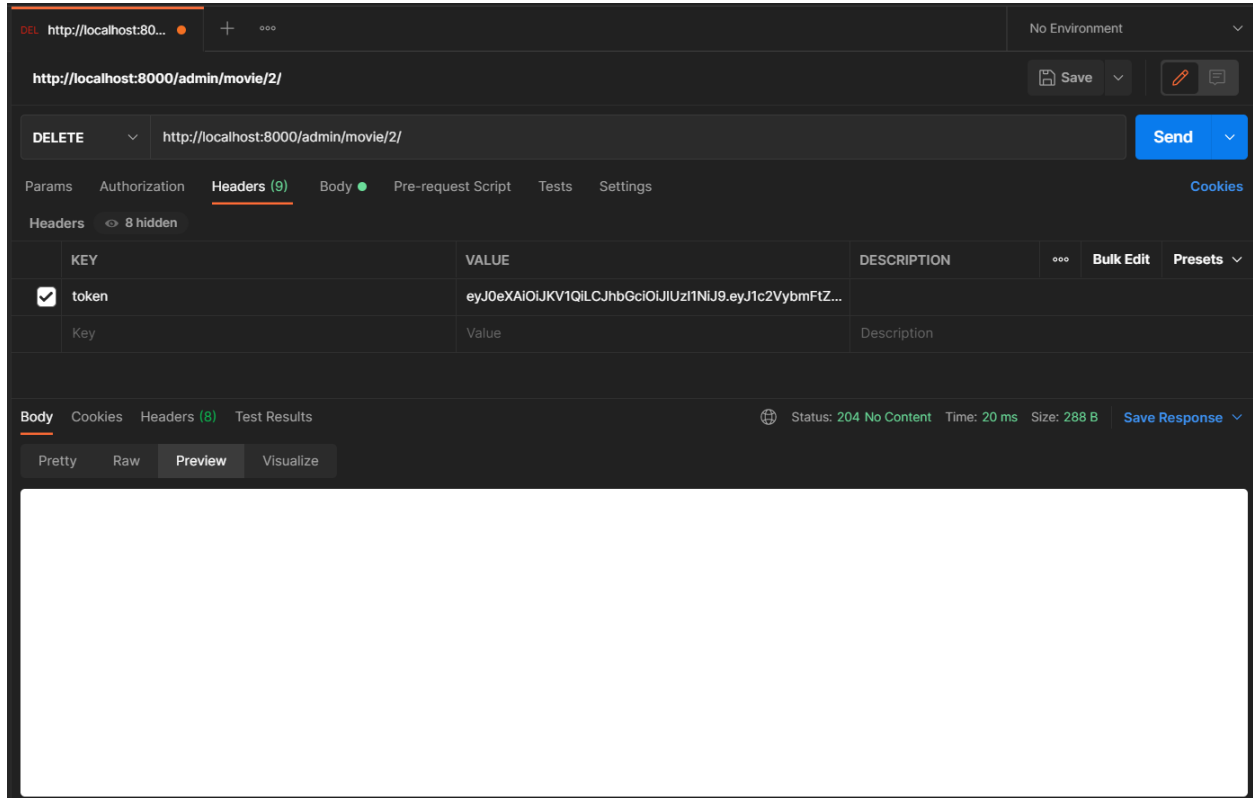 DEL http://localhost:80...
No Environment
http://localhost:8000/admin/movie/2/
Save
DELETE http://localhost:8000/admin/movie/2/ Send
Params Authorization Headers (9) Body Pre-request Script Tests Settings Cookies
Headers 8 hidden
KEY VALUE DESCRIPTION Bulk Edit Presets
token eyJ0eXAiOiJKV1QiLCJhbGciOiJIUzI1NiJ9.eyJ1c2VybmFtZ...
Key Value Description
Body Cookies Headers (8) Test Results Status: 204 No Content Time: 20 ms Size: 288 B Save Response
Pretty Raw Preview Visualize